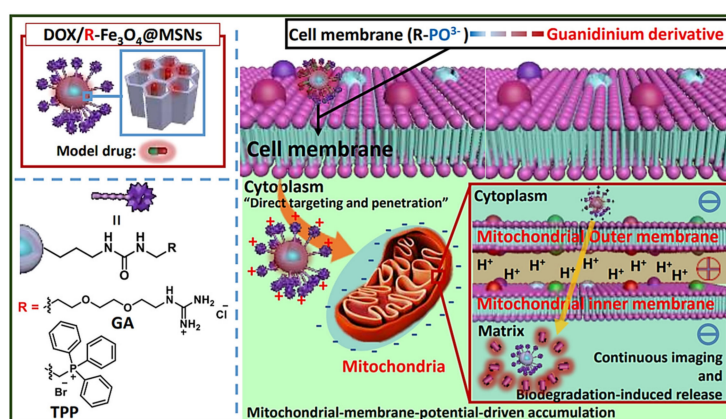 DOX/R-Fe3O4@MSNs
Model drug:
Cell membrane (R-PO³⁻) Guanidinium derivative
Cell membrane
Cytoplasm
"Direct targeting and penetration"
Mitochondria
Cytoplasm
Mitochondrial Outer membrane
H⁺ H⁺ H⁺ H⁺ H⁺ H⁺ H⁺
Mitochondrial inner membrane
Matrix
Continuous imaging
and
Biodegradation-induced release
Mitochondrial-membrane-potential-driven accumulation
=
N H O N H R
R =
O O H N NH2 NH2 + Cl⁻
GA
P⁺
Br⁻
TPP